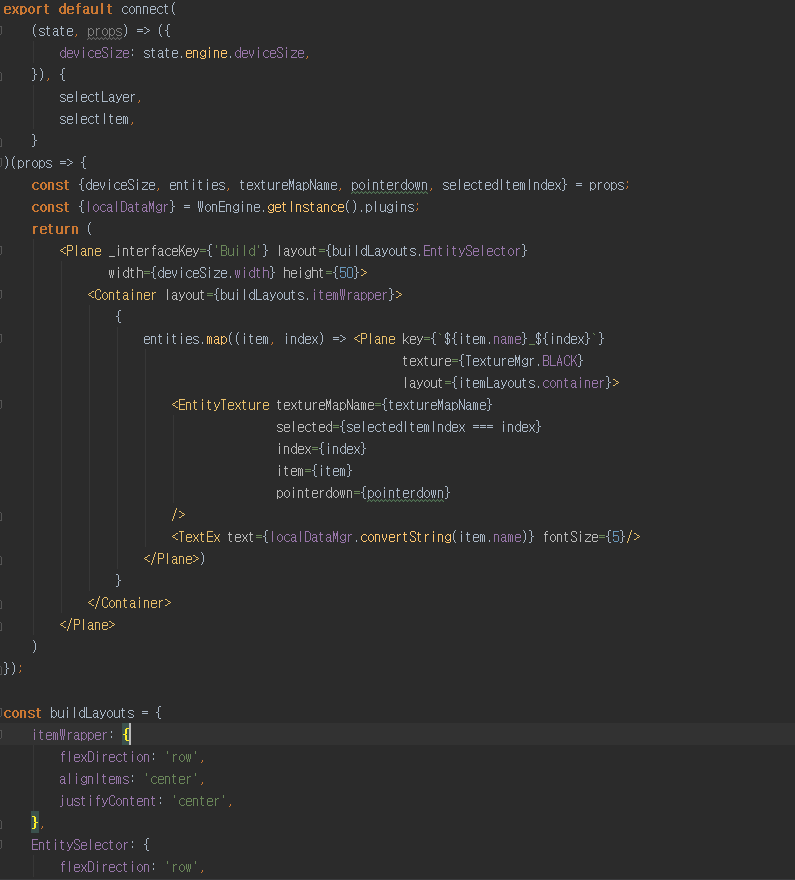 export default connect(
    (state, props) => ({
        deviceSize: state.engine.deviceSize,
    }), {
        selectLayer,
        selectItem,
    }
)(props => {
    const {deviceSize, entities, textureMapName, pointerdown, selectedItemIndex} = props;
    const {localDataMgr} = WonEngine.getInstance().plugins;
    return (
        <Plane _interfaceKey={'Build'} layout={buildLayouts.EntitySelector}
               width={deviceSize.width} height={50}>
            <Container layout={buildLayouts.itemWrapper}>
                {
                    entities.map((item, index) => <Plane key={`${item.name}_${index}`}
                                                         texture={TextureMgr.BLACK}
                                                         layout={itemLayouts.container}>
                        <EntityTexture textureMapName={textureMapName}
                                       selected={selectedItemIndex === index}
                                       index={index}
                                       item={item}
                                       pointerdown={pointerdown}
                        />
                        <TextEx text={localDataMgr.convertString(item.name)} fontSize={5}/>
                    </Plane>)
                }
            </Container>
        </Plane>
    )
});
const buildLayouts = {
    itemWrapper: {
        flexDirection: 'row',
        alignItems: 'center',
        justifyContent: 'center',
    },
    EntitySelector: {
        flexDirection: 'row',